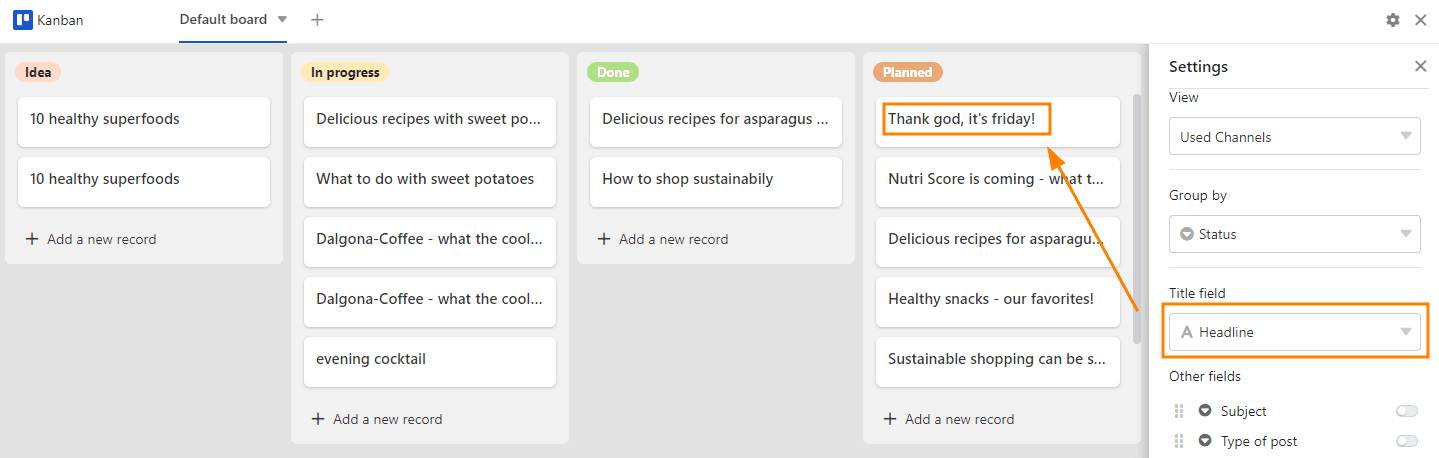 Kanban
Default board
Idea
10 healthy superfoods
10 healthy superfoods
Add a new record
In progress
Delicious recipes with sweet po...
What to do with sweet potatoes
Dalgona-Coffee - what the cool...
Dalgona-Coffee - what the cool...
evening cocktail
Add a new record
Done
Delicious recipes for asparagus ...
How to shop sustainabily
Add a new record
Planned
Thank god, it's friday!
Nutri Score is coming - what t...
Delicious recipes for asparagu...
Healthy snacks - our favorites!
Sustainable shopping can be s...
Add a new record
Settings
View
Used Channels
Group by
Status
Title field
A Headline
Other fields
Subject
Type of post